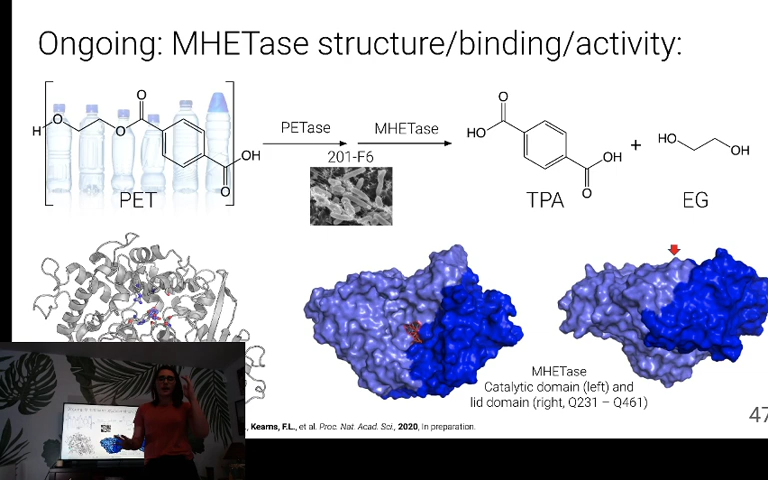 Ongoing: MHETase structure/binding/activity:
O
HO
O
H
OH
O
PET
PETase
MHETase
201-F6
O
HO
OH
O
TPA
+
HO
OH
EG
MHETase
Catalytic domain (left) and
lid domain (right, Q231 – Q461)
, Kearns, F.L., et al. Proc. Nat. Acad. Sci., 2020, In preparation.
47